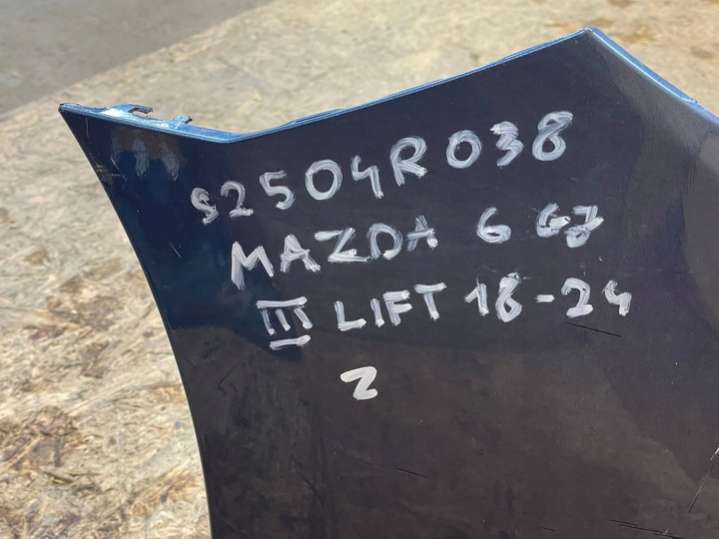 S2504R038
MAZDA 6 GJ
III LIFT 18-24
Z